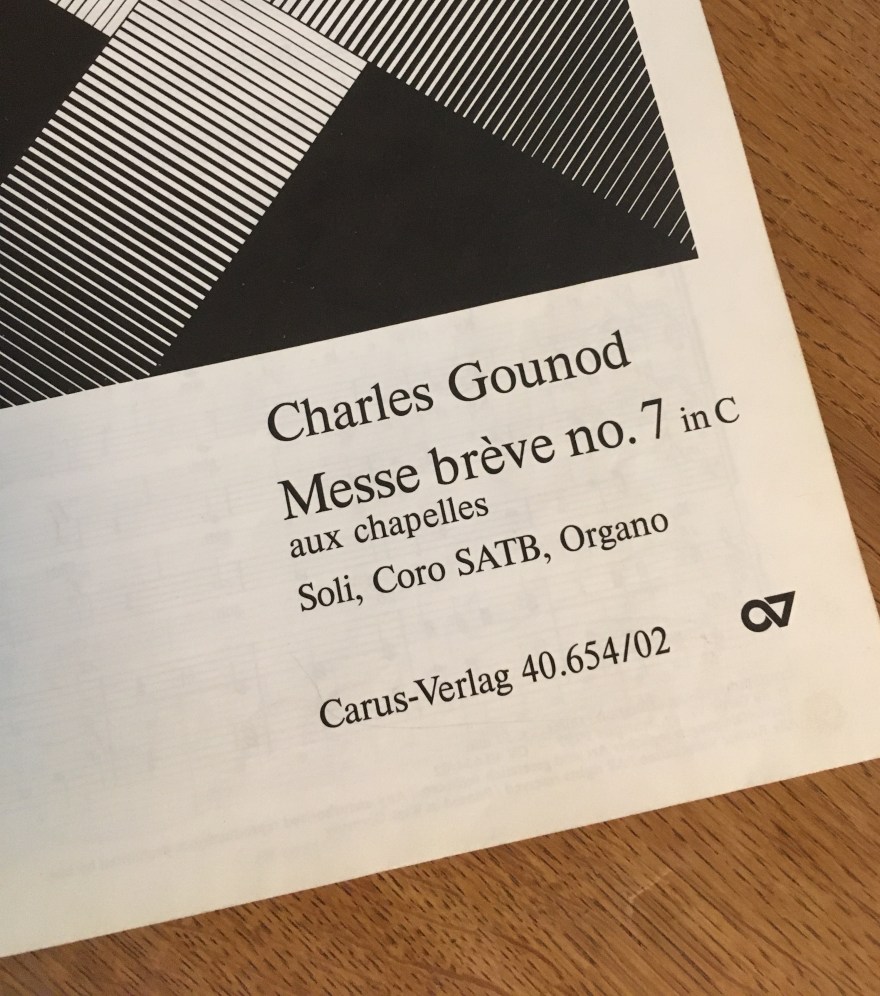 Charles Gounod
Messe brève no. 7 in C
aux chapelles
Soli, Coro SATB, Organo
Carus-Verlag 40.654/02